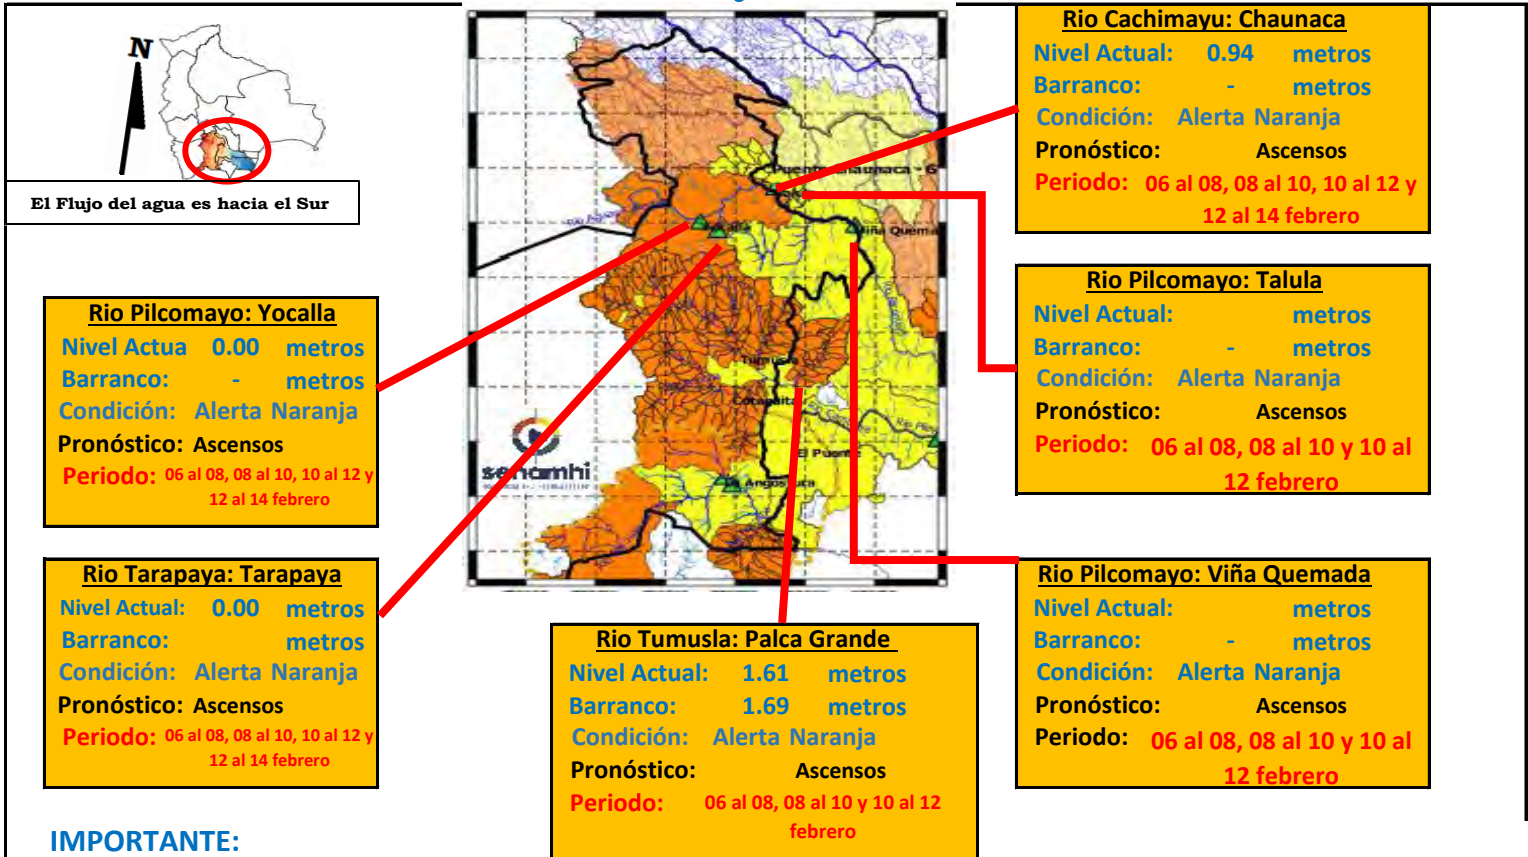 N
El Flujo del agua es hacia el Sur
Rio Pilcomayo: Yocalla
Nivel Actua 0.00 metros
Barranco: - metros
Condición: Alerta Naranja
Pronóstico: Ascensos
Periodo: 06 al 08, 08 al 10, 10 al 12 y
12 al 14 febrero
Rio Tarapaya: Tarapaya
Nivel Actual: 0.00 metros
Barranco: metros
Condición: Alerta Naranja
Pronóstico: Ascensos
Periodo: 06 al 08, 08 al 10, 10 al 12 y
12 al 14 febrero
IMPORTANTE:
Puente
Viña Quema
Tumusla
Cotagaita
El Puente
Angostura
senamhi
Rio Tumusla: Palca Grande
Nivel Actual: 1.61 metros
Barranco: 1.69 metros
Condición: Alerta Naranja
Pronóstico: Ascensos
Periodo: 06 al 08, 08 al 10 y 10 al 12
febrero
Rio Cachimayu: Chaunaca
Nivel Actual: 0.94 metros
Barranco: - metros
Condición: Alerta Naranja
Pronóstico: Ascensos
Periodo: 06 al 08, 08 al 10, 10 al 12 y
12 al 14 febrero
Rio Pilcomayo: Talula
Nivel Actual: metros
Barranco: - metros
Condición: Alerta Naranja
Pronóstico: Ascensos
Periodo: 06 al 08, 08 al 10 y 10 al
12 febrero
Rio Pilcomayo: Viña Quemada
Nivel Actual: metros
Barranco: - metros
Condición: Alerta Naranja
Pronóstico: Ascensos
Periodo: 06 al 08, 08 al 10 y 10 al
12 febrero